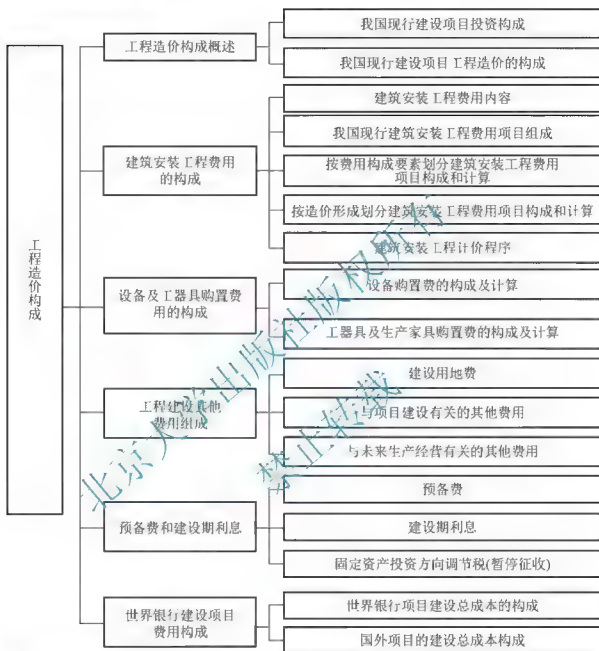 工程造价构成
工程造价构成概述
我国现行建设项目投资构成
我国现行建设项目工程造价的构成
建筑安装工程费用
的构成
建筑安装工程费用内容
我国现行建筑安装工程费用项目组成
按费用构成要素划分建筑安装工程费用
项目构成和计算
按造价形成划分建筑安装工程费用项目构成和计算
建筑安装工程计价程序
设备及工器具购置费
用的构成
设备购置费的构成及计算
工器具及生产家具购置费的构成及计算
工程建设其他
费用组成
建设用地费
与项目建设有关的其他费用
与未来生产经营有关的其他费用
预备费和建设期利息
预备费
建设期利息
固定资产投资方向调节税(暂停征收)
世界银行建设项目
费用构成
世界银行项目建设总成本的构成
国外项目的建设总成本构成
北京大学出版社版权所有
禁止转载